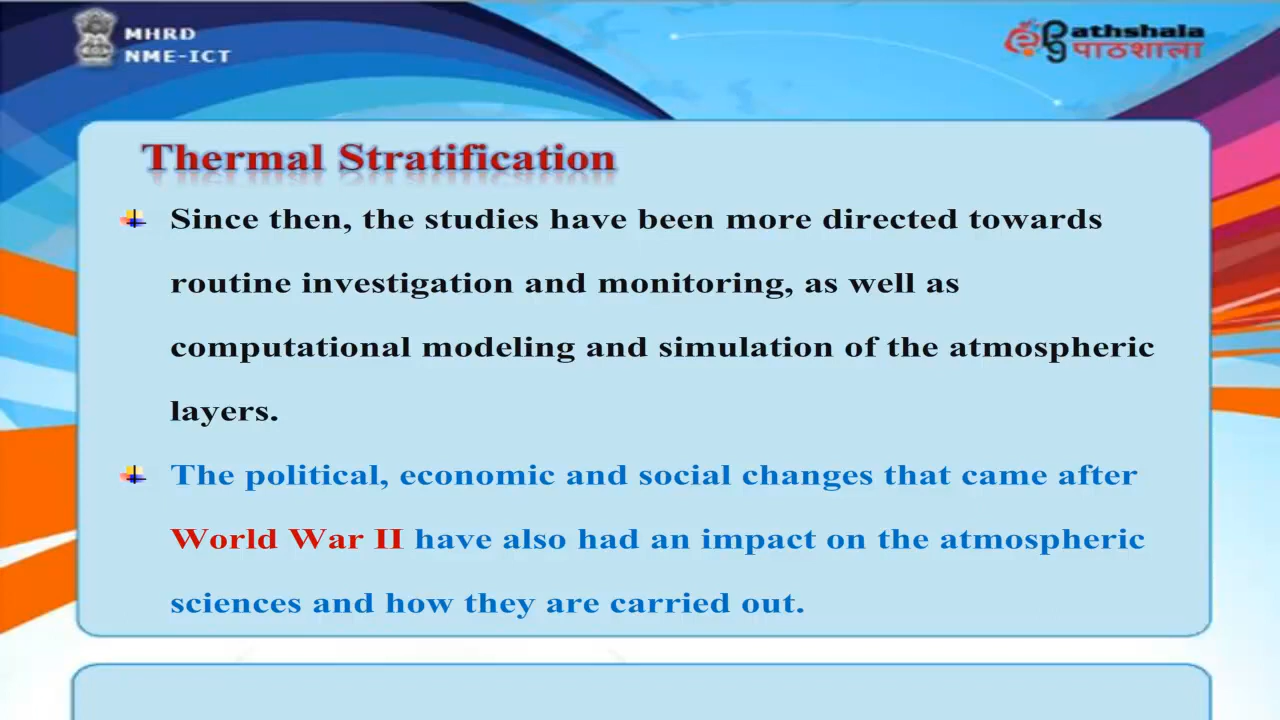 MHRD
NME-ICT
epg athshala
पाठशाला
Thermal Stratification
Since then, the studies have been more directed towards
routine investigation and monitoring, as well as
computational modeling and simulation of the atmospheric
layers.
The political, economic and social changes that came after
World War II have also had an impact on the atmospheric
sciences and how they are carried out.